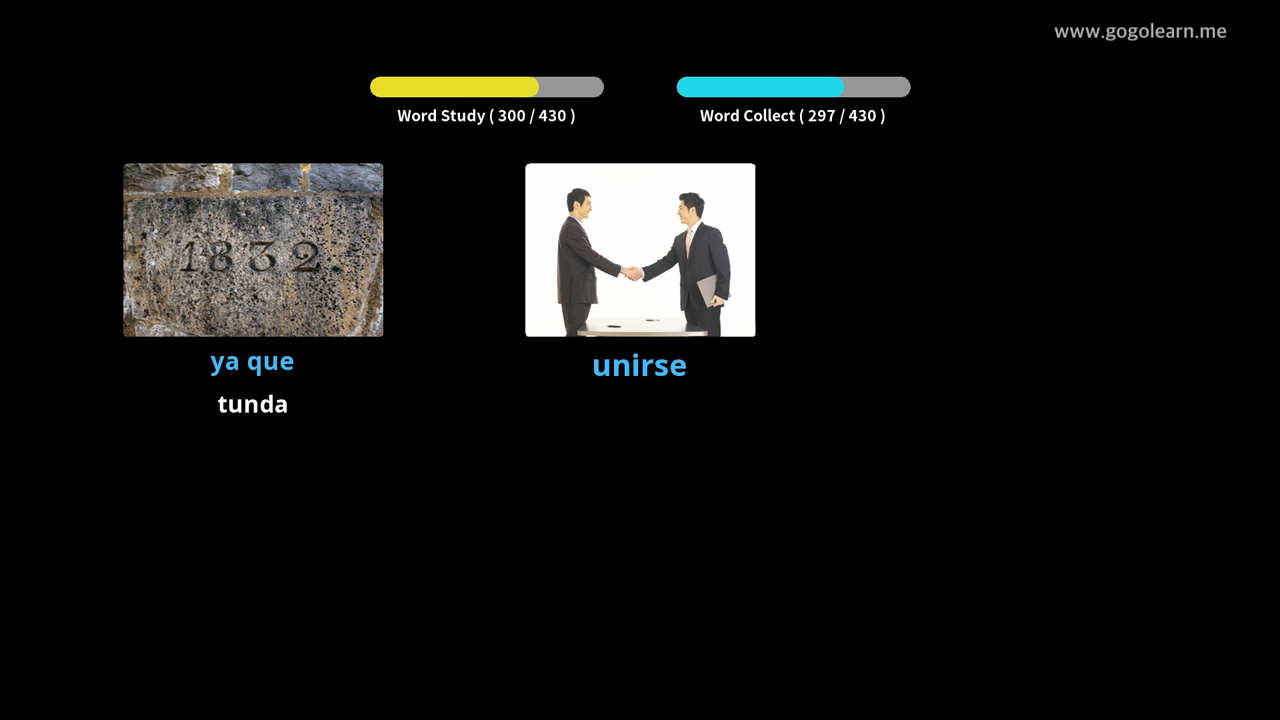 www.gogolearn.me
Word Study ( 300 / 430 )
Word Collect ( 297 / 430 )
1832.
ya que
unirse
tunda